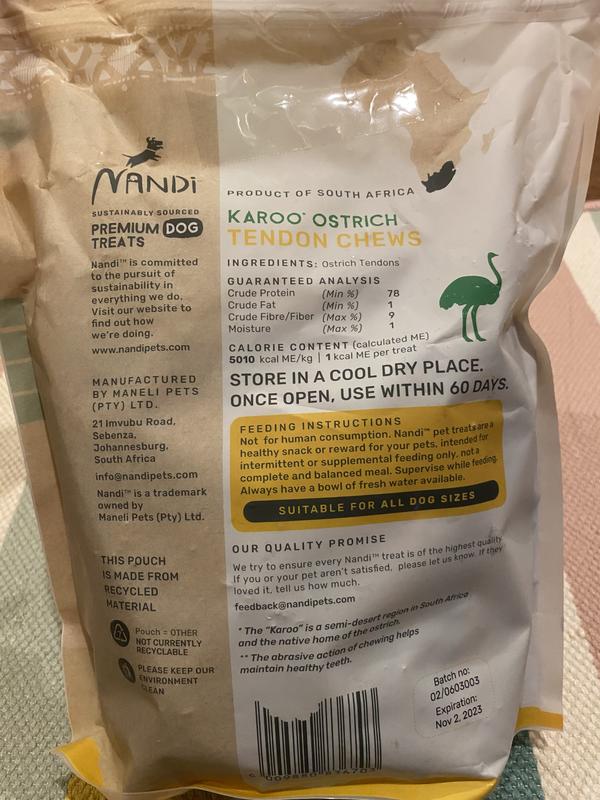 NANDi
SUSTAINABLY SOURCED
PREMIUM DOG
TREATS
Nandi™ is committed
to the pursuit of
sustainability in
everything we do.
Visit our website to
find out how
we're doing.
www.nandipets.com
MANUFACTURED
BY MANELI PETS
(PTY) LTD.
21 Imvubu Road,
Sebenza,
Johannesburg,
South Africa
info@nandipets.com
Nandi™ is a trademark
owned by
Maneli Pets (Pty) Ltd.
THIS POUCH
IS MADE FROM
RECYCLED
MATERIAL
Pouch = OTHER
NOT CURRENTLY
RECYCLABLE
PLEASE KEEP OUR
ENVIRONMENT
CLEAN
PRODUCT OF SOUTH AFRICA
KAROO* OSTRICH
TENDON CHEWS
INGREDIENTS: Ostrich Tendons
GUARANTEED ANALYSIS
Crude Protein (Min %) 78
Crude Fat (Min %) 1
Crude Fibre/Fiber (Max %) 9
Moisture (Max %) 1
CALORIE CONTENT (calculated ME)
5010 kcal ME/kg | 1 kcal ME per treat
STORE IN A COOL DRY PLACE.
ONCE OPEN, USE WITHIN 60 DAYS.
FEEDING INSTRUCTIONS
Not for human consumption. Nandi™ pet treats are a
healthy snack or reward for your pets, intended for
intermittent or supplemental feeding only, not a
complete and balanced meal. Supervise while feeding.
Always have a bowl of fresh water available.
SUITABLE FOR ALL DOG SIZES
OUR QUALITY PROMISE
We try to ensure every Nandi™ treat is of the highest quality
If you or your pet aren't satisfied, please let us know. If they
loved it, tell us how much.
feedback@nandipets.com
* The "Karoo" is a semi-desert region in South Africa
and the native home of the ostrich.
** The abrasive action of chewing helps
maintain healthy teeth.
Batch no:
02/0603003
Expiration:
Nov 2, 2023